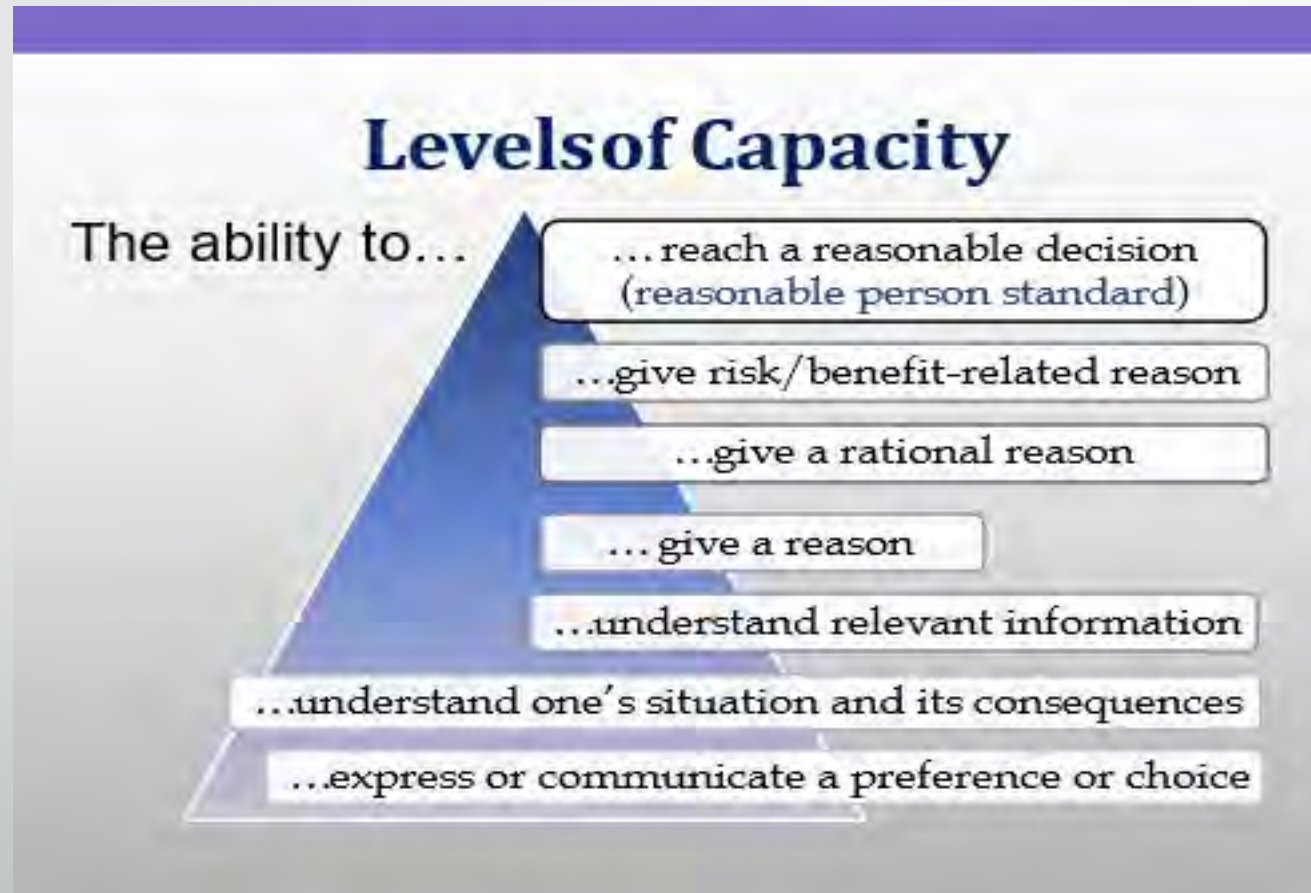 Levelsof Capacity
The ability to...
... reach a reasonable decision
(reasonable person standard)
...give risk/benefit-related reason
...give a rational reason
... give a reason
...understand relevant information
...understand one's situation and its consequences
...express or communicate a preference or choice